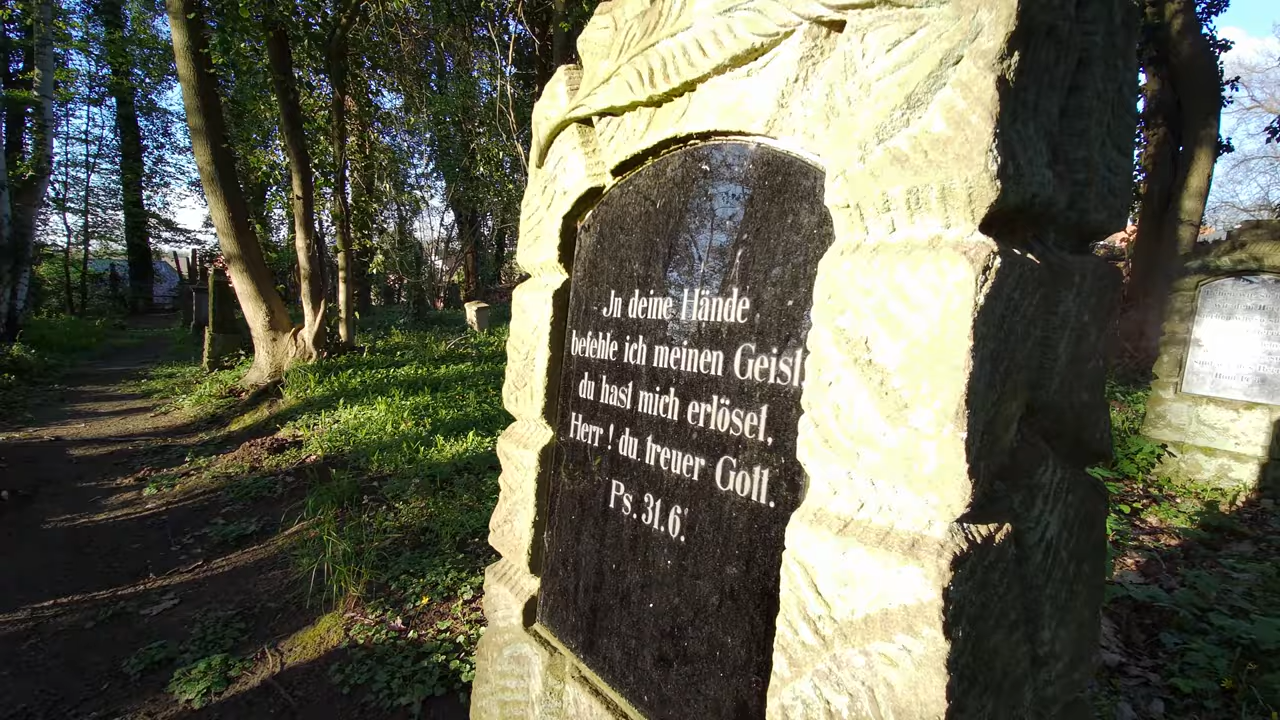 Jn deine Hände
befehle ich meinen Geist,
du hast mich erlöset,
Herr! du treuer Gott.
Ps. 31. 6.